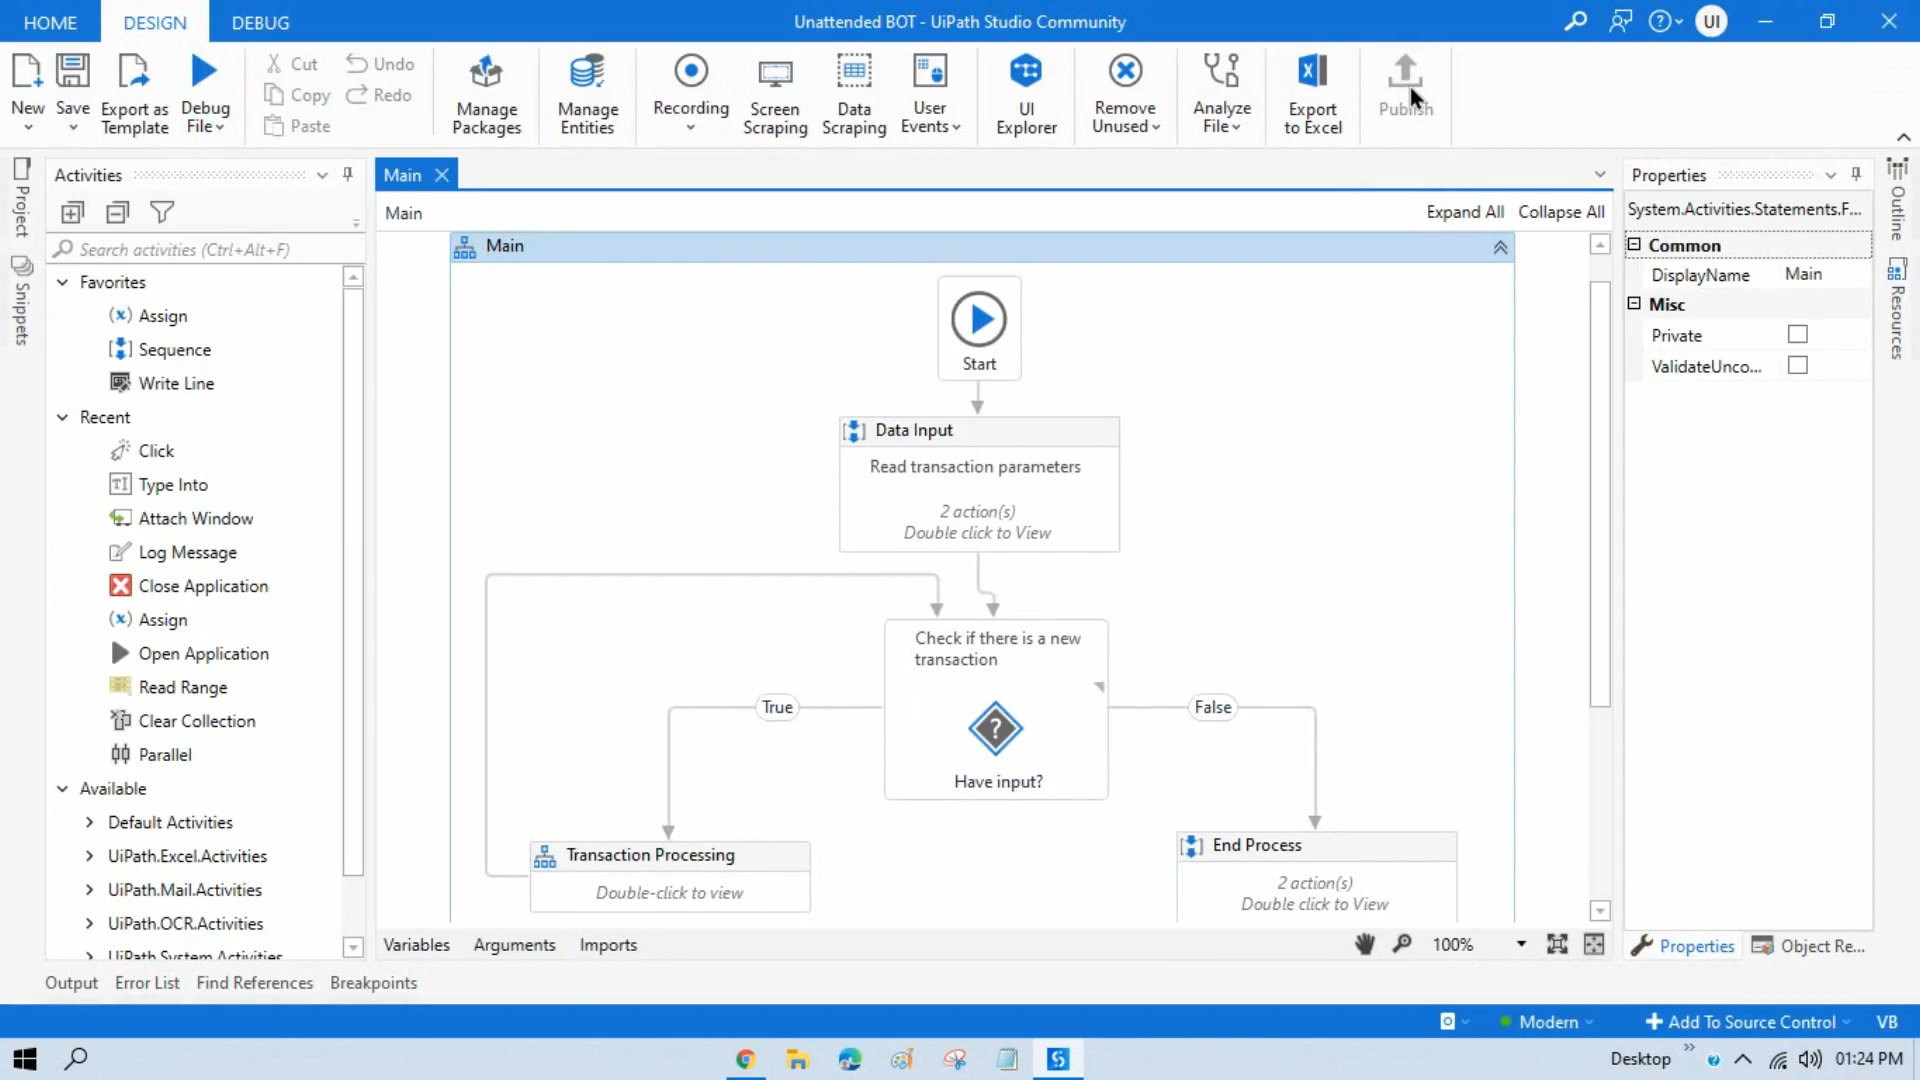 HOME
DESIGN
DEBUG
Unattended BOT - UiPath Studio Community
UI
New
Save
Export as
Template
Debug
File
Cut
Copy
Paste
Undo
Redo
Manage
Packages
Manage
Entities
Recording
Screen
Scraping
Data
Scraping
User
Events
UI
Explorer
Remove
Unused
Analyze
File
Export
to Excel
Publish
Project
Snippets
Activities
Search activities (Ctrl+Alt+F)
Favorites
Assign
Sequence
Write Line
Recent
Click
Type Into
Attach Window
Log Message
Close Application
Assign
Open Application
Read Range
Clear Collection
Parallel
Available
Default Activities
UiPath.Excel.Activities
UiPath.Mail.Activities
UiPath.OCR.Activities
UiPath.System.Activities
Main
Main
Expand All
Collapse All
Main
Start
Data Input
Read transaction parameters
2 action(s)
Double click to View
Check if there is a new
transaction
?
Have input?
True
False
Transaction Processing
Double-click to view
End Process
2 action(s)
Double click to View
Variables
Arguments
Imports
100%
Properties
System.Activities.Statements.F...
Common
DisplayName Main
Misc
Private
ValidateUnco...
Properties
Object Re...
Outline
Resources
Output
Error List
Find References
Breakpoints
Modern
Add To Source Control
VB
Desktop
01:24 PM